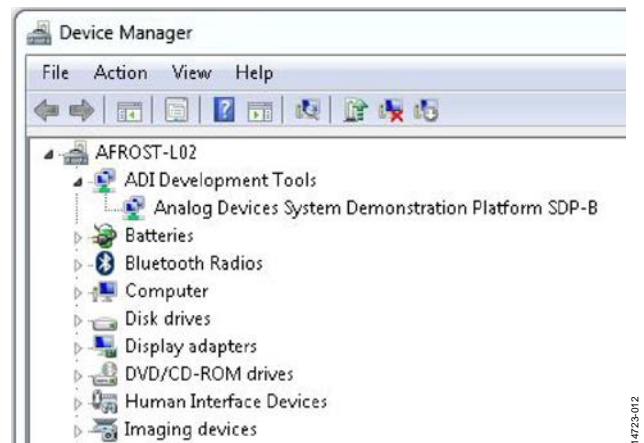 Device Manager
File Action View Help
AFROST-L02
ADI Development Tools
Analog Devices System Demonstration Platform SDP-B
Batteries
Bluetooth Radios
Computer
Disk drives
Display adapters
DVD/CD-ROM drives
Human Interface Devices
Imaging devices
14723-012